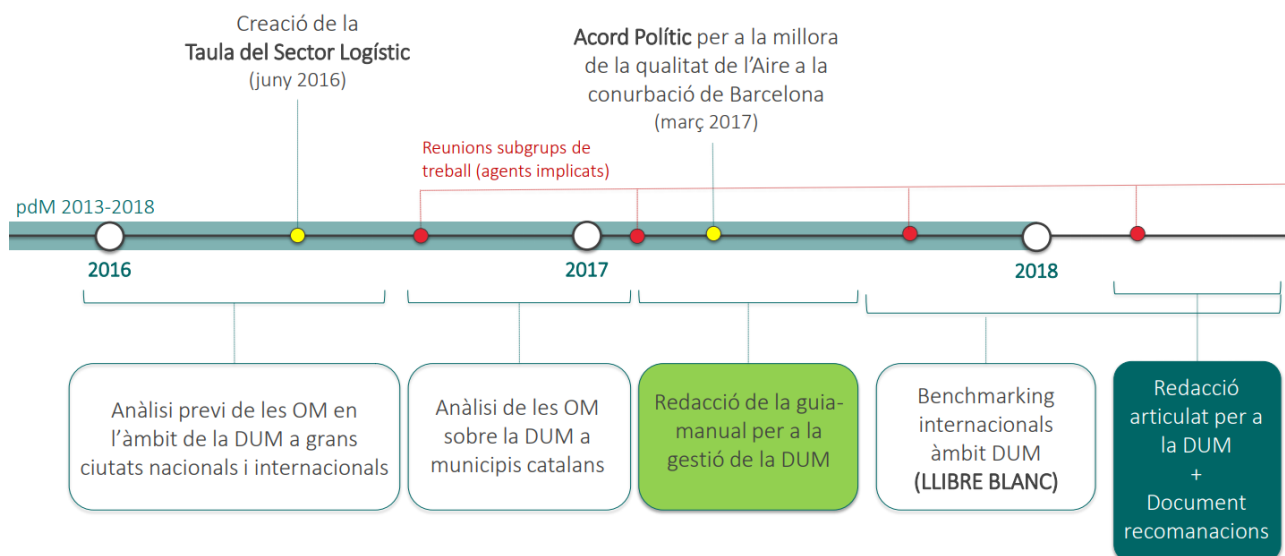 Creació de la
Taula del Sector Logístic
(juny 2016)
Acord Polític per a la millora
de la qualitat de l'Aire a la
conurbació de Barcelona
(març 2017)
Reunions subgrups de
treball (agents implicats)
pdM 2013-2018
2016
2017
2018
Anàlisi previ de les OM en
l'àmbit de la DUM a grans
ciutats nacionals i internacionals
Anàlisi de les OM
sobre la DUM a
municipis catalans
Redacció de la guia-
manual per a la
gestió de la DUM
Benchmarking
internacionals
àmbit DUM
(LLIBRE BLANC)
Redacció
articulat per a
la DUM
+
Document
recomanacions